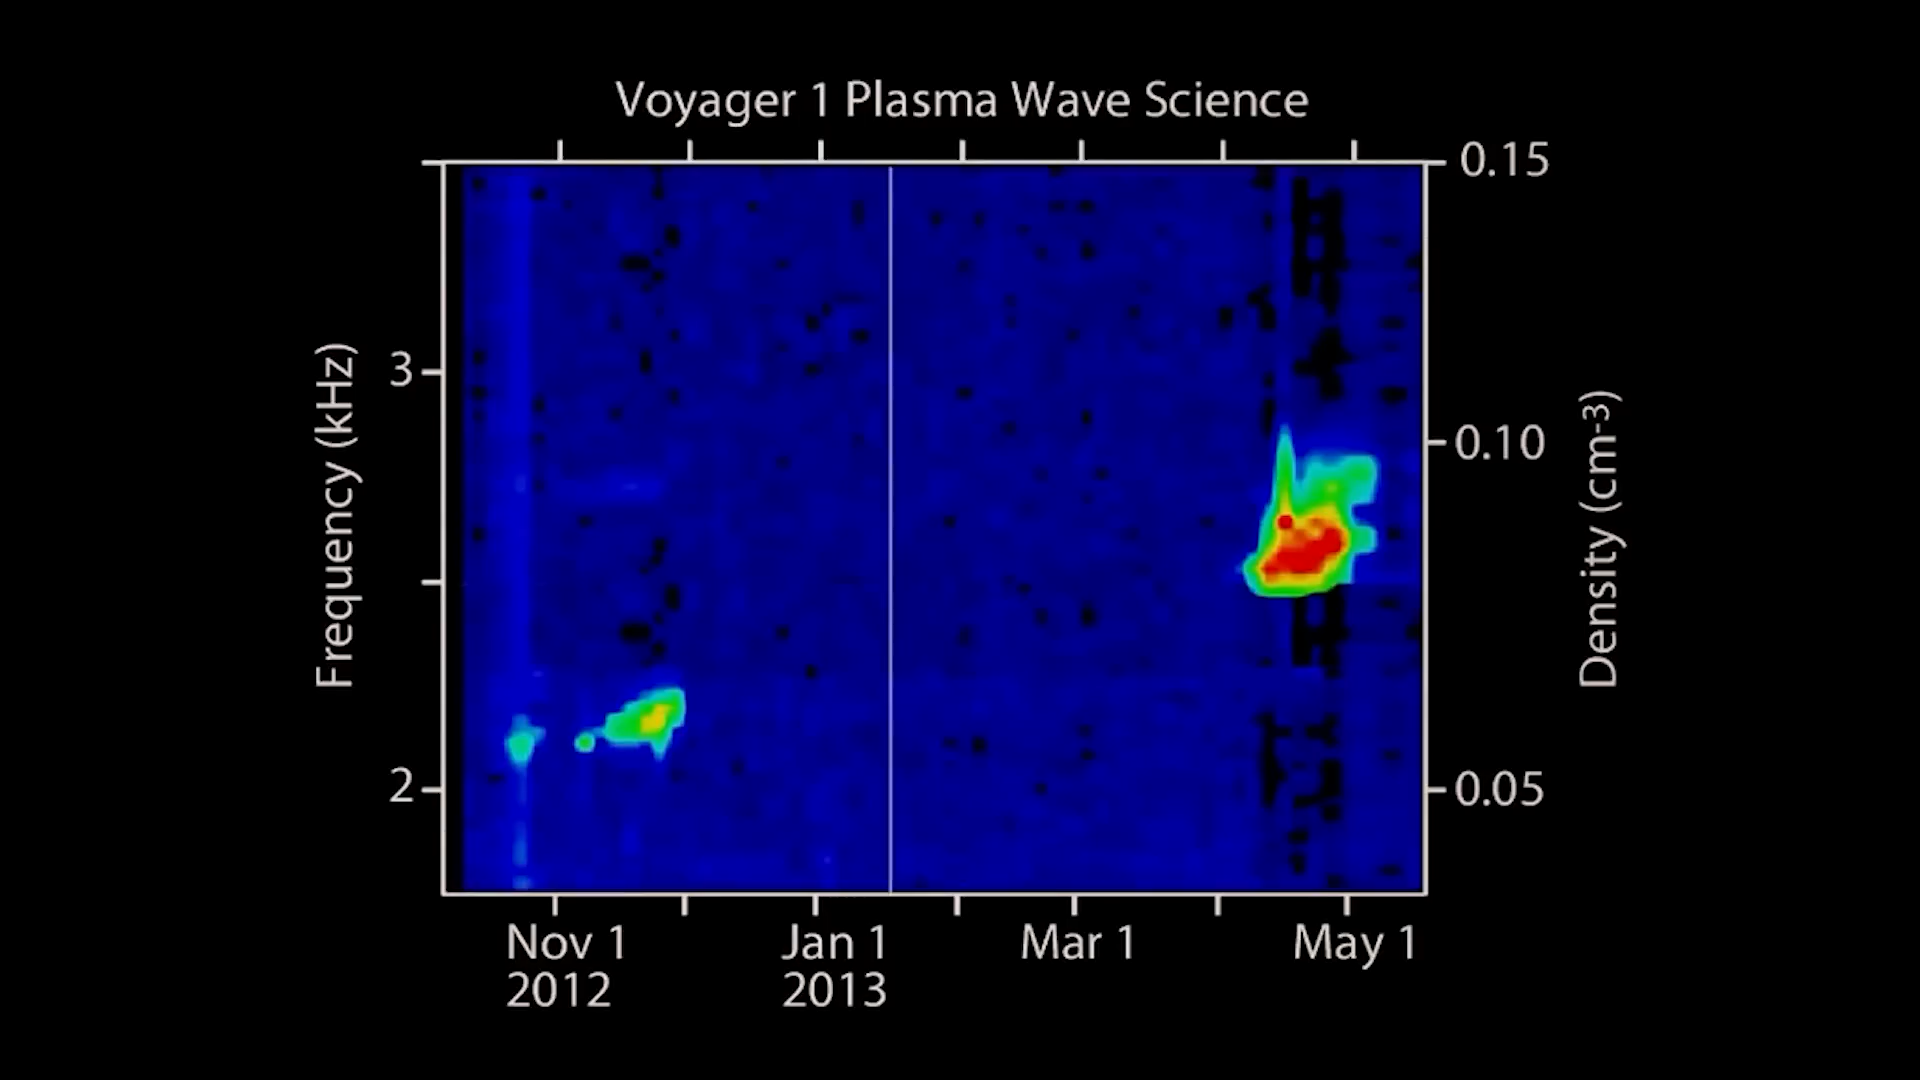 Voyager 1 Plasma Wave Science
0.15
3
0.10
Frequency (kHz)
Density (cm-3)
2
0.05
Nov 1 Jan 1 Mar 1 May 1
2012 2013